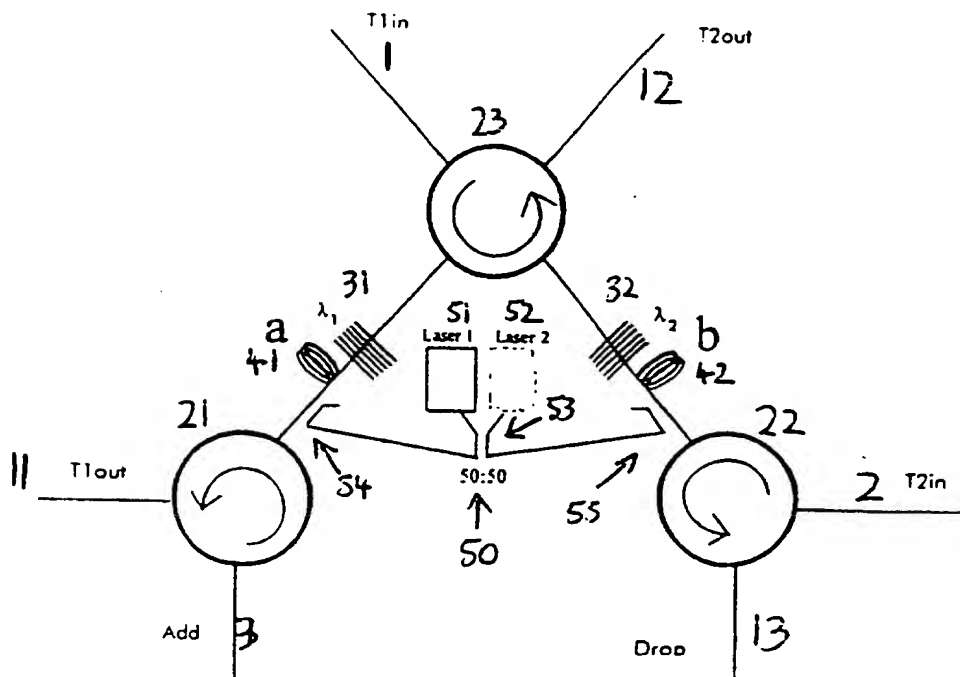 T1in
1
T2out
12
23
31
λ1
a
41
51
Laser 1
52
Laser 2
53
32
λ2
b
42
21
22
11
T1out
54
50:50
50
55
2
T2in
Add
3
Drop
13